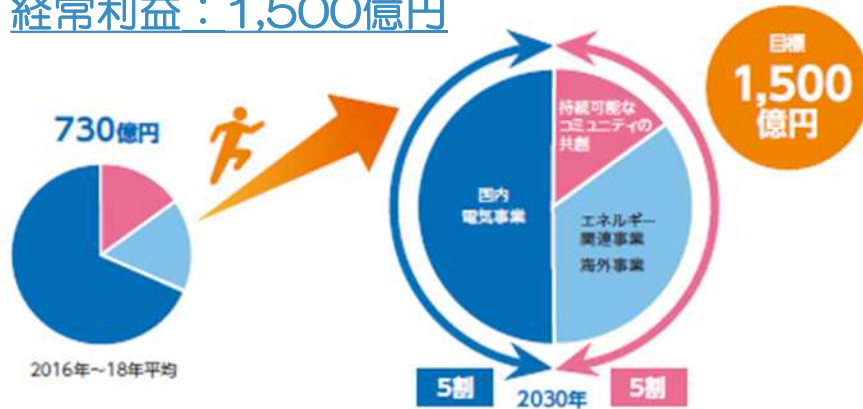 経常利益：1,500億円
730億円
2016年～18年平均
目標
1,500
億円
持続可能な
コミュニティの
共創
国内
電気事業
エネルギー
関連事業
海外事業
5割
2030年
5割